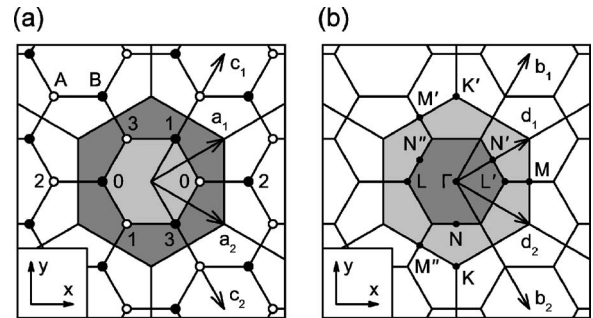 (a)
A B c₁
3 1 a₁
2 0 0 2
1 3 a₂
y
x c₂
(b)
K′ b₁
M′ d₁
N″ N′ M
L Γ L′
N d₂
M″
y K b₂
x